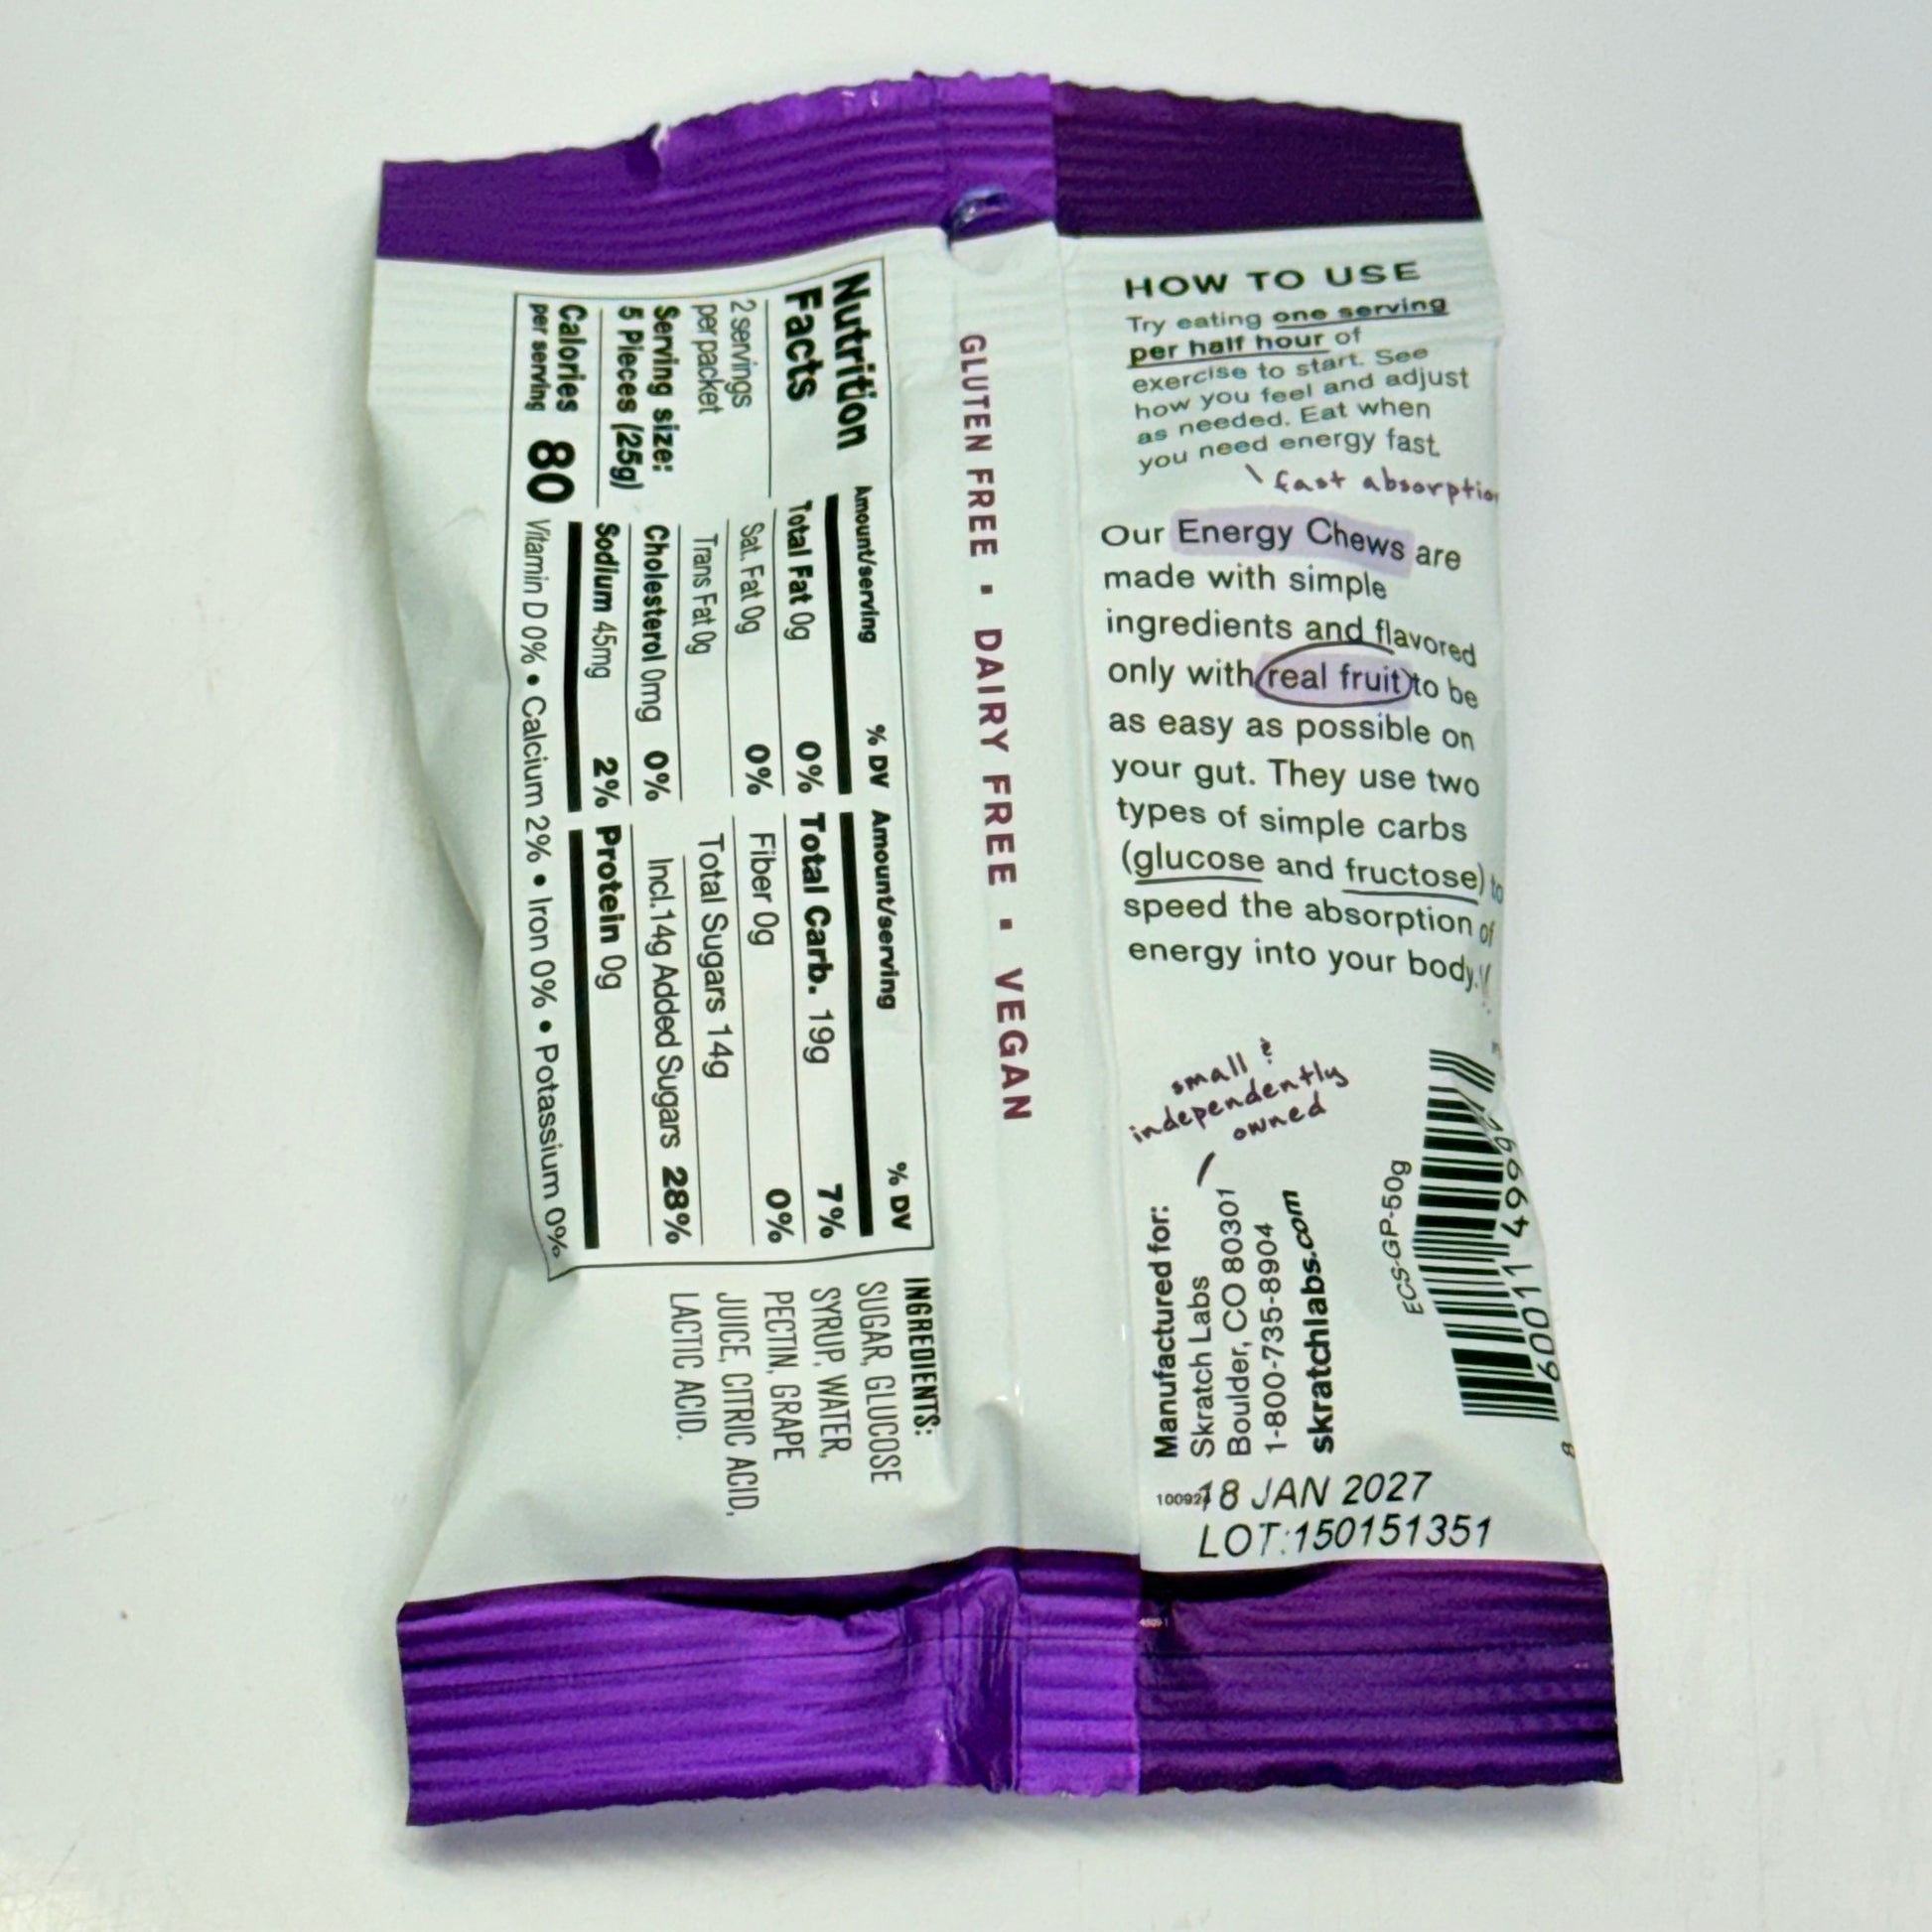 HOW TO USE
Try eating one serving
per half hour of
exercise to start. See
how you feel and adjust
as needed. Eat when
you need energy fast.
fast absorption
Our Energy Chews are
made with simple
ingredients and flavored
only with real fruit to be
as easy as possible on
your gut. They use two
types of simple carbs
(glucose and fructose) to
speed the absorption of
energy into your body.
small &
independently
owned
Manufactured for:
Skratch Labs
Boulder, CO 80301
1-800-735-8904
skratchlabs.com
ECS-GP-50g
18 JAN 2027
LOT:150151351
GLUTEN FREE ▪ DAIRY FREE ▪ VEGAN
Nutrition
Facts
2 servings
per packet
Serving size:
5 Pieces (25g)
Calories 80
per serving
Amount/serving % DV
Total Fat 0g 0%
Sat. Fat 0g 0%
Trans Fat 0g
Cholesterol 0mg 0%
Sodium 45mg 2%
Amount/serving % DV
Total Carb. 19g 7%
Fiber 0g 0%
Total Sugars 14g
Incl. 14g Added Sugars 28%
Protein 0g
Vitamin D 0% • Calcium 2% • Iron 0% • Potassium 0%
INGREDIENTS:
SUGAR, GLUCOSE
SYRUP, WATER,
PECTIN, GRAPE
JUICE, CITRIC ACID,
LACTIC ACID.